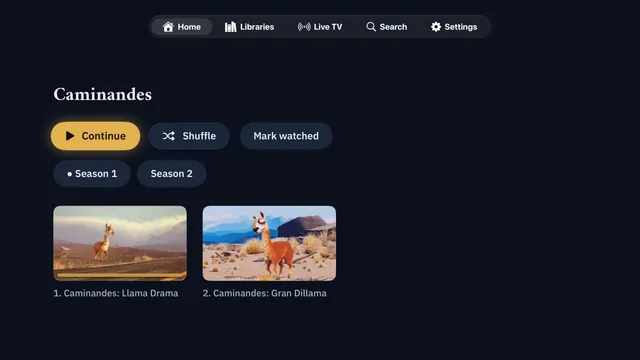 Home
Libraries
Live TV
Search
Settings
Caminandes
Continue
Shuffle
Mark watched
• Season 1
Season 2
1. Caminandes: Llama Drama
2. Caminandes: Gran Dillama